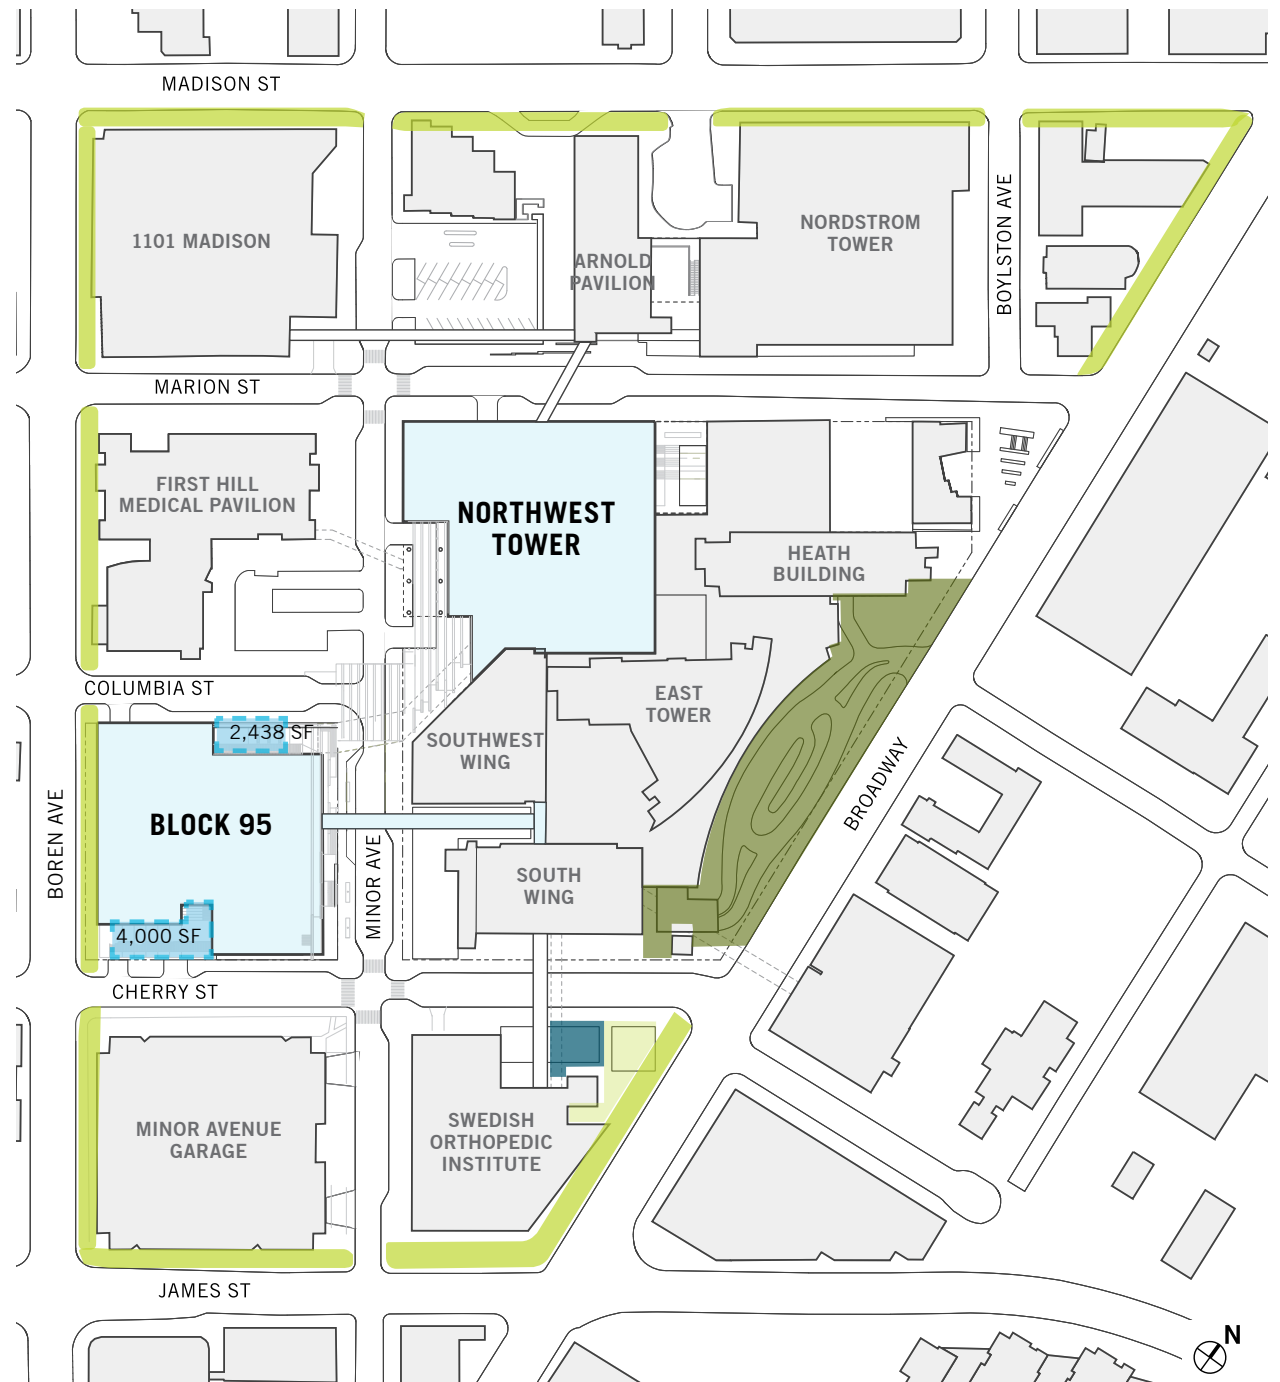 MADISON ST
1101 MADISON
ARNOLD
PAVILION
NORDSTROM
TOWER
BOYLSTON AVE
MARION ST
FIRST HILL
MEDICAL PAVILION
NORTHWEST
TOWER
HEATH
BUILDING
COLUMBIA ST
EAST
TOWER
2,438 SF
SOUTHWEST
WING
BROADWAY
BOREN AVE
BLOCK 95
MINOR AVE
SOUTH
WING
4,000 SF
CHERRY ST
MINOR AVENUE
GARAGE
SWEDISH
ORTHOPEDIC
INSTITUTE
JAMES ST
N